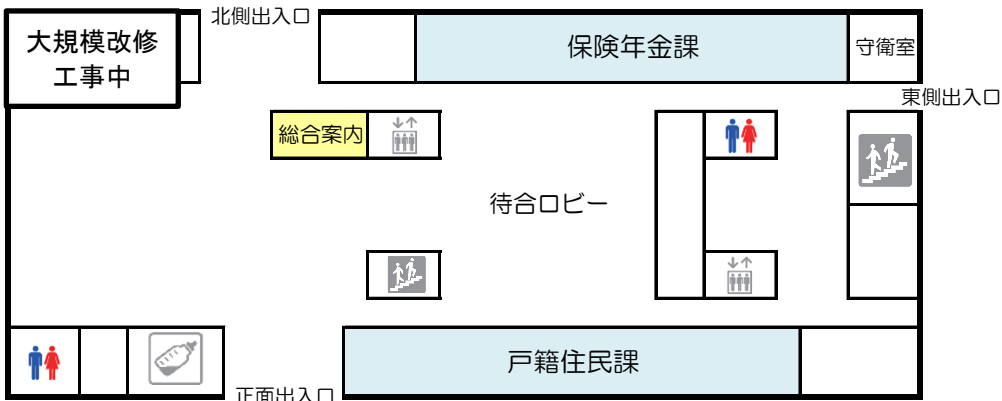 北側出入口
大規模改修
工事中
保険年金課
守衛室
東側出入口
総合案内
待合ロビー
戸籍住民課
正面出入口